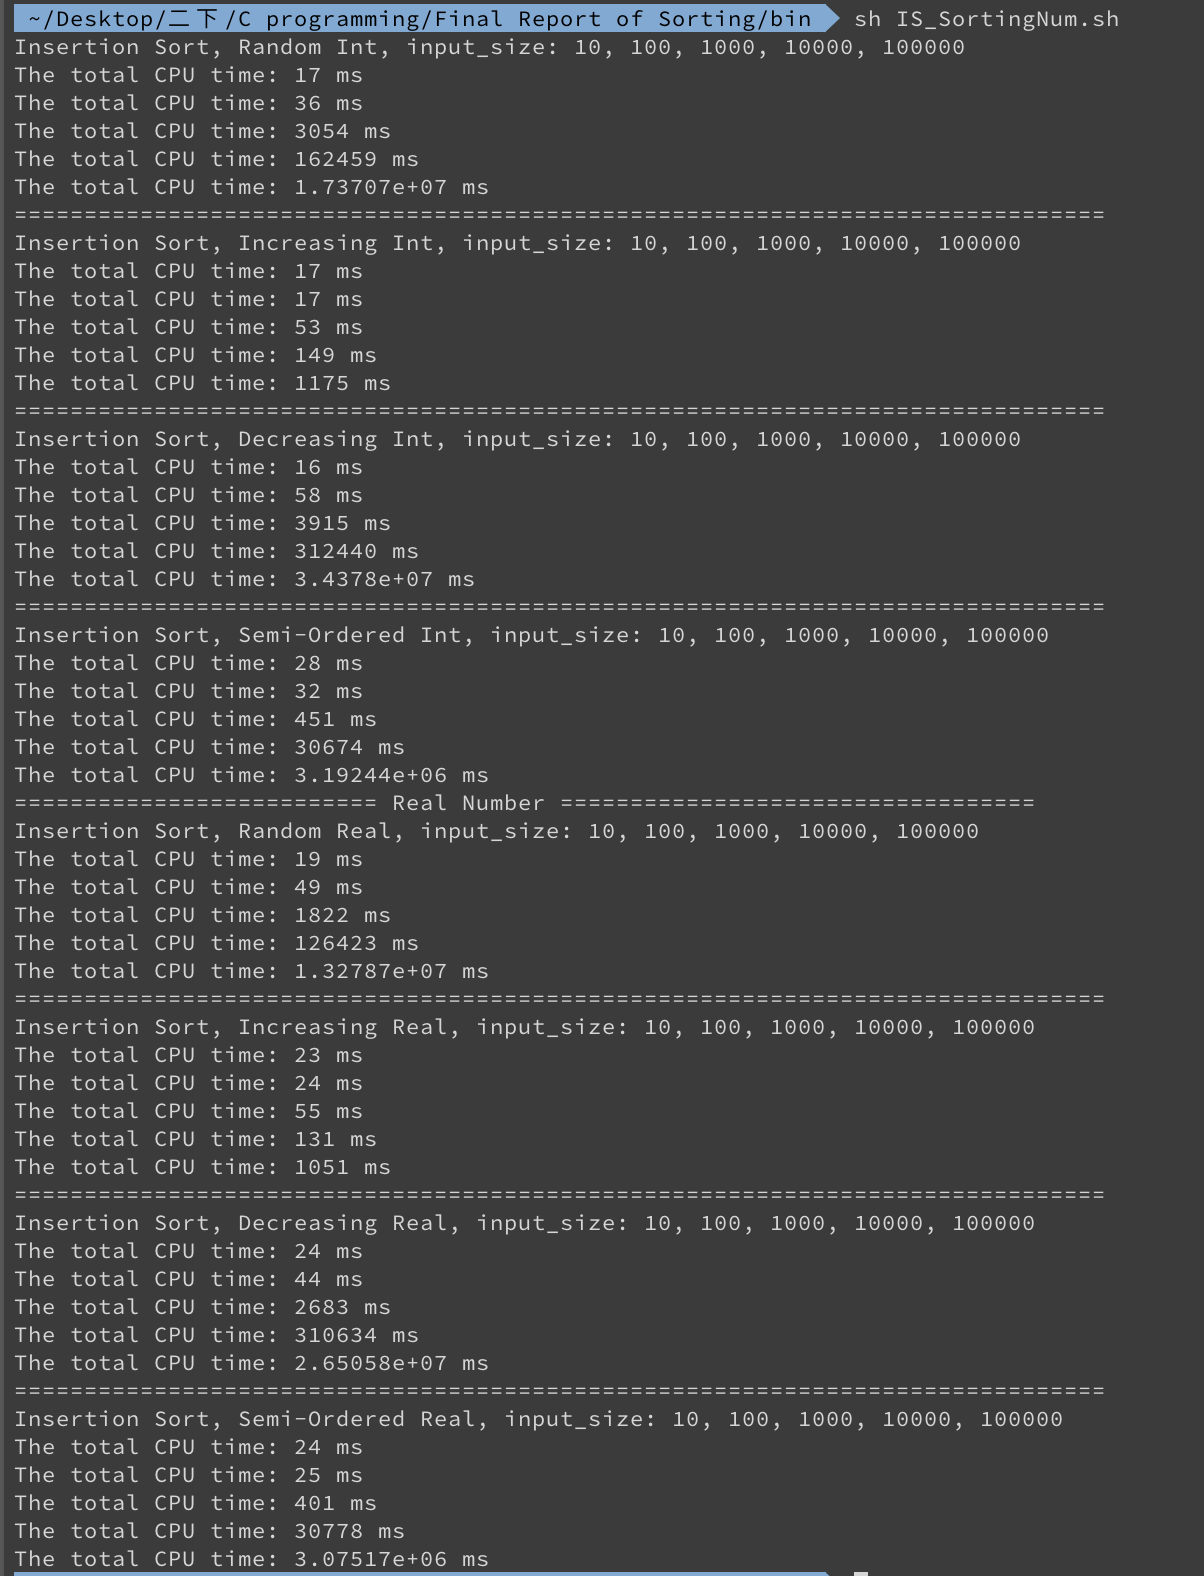 ~/Desktop/二下/C programming/Final Report of Sorting/bin sh IS_SortingNum.sh
Insertion Sort, Random Int, input_size: 10, 100, 1000, 10000, 100000
The total CPU time: 17 ms
The total CPU time: 36 ms
The total CPU time: 3054 ms
The total CPU time: 162459 ms
The total CPU time: 1.73707e+07 ms
==============================================================================
Insertion Sort, Increasing Int, input_size: 10, 100, 1000, 10000, 100000
The total CPU time: 17 ms
The total CPU time: 17 ms
The total CPU time: 53 ms
The total CPU time: 149 ms
The total CPU time: 1175 ms
==============================================================================
Insertion Sort, Decreasing Int, input_size: 10, 100, 1000, 10000, 100000
The total CPU time: 16 ms
The total CPU time: 58 ms
The total CPU time: 3915 ms
The total CPU time: 312440 ms
The total CPU time: 3.4378e+07 ms
==============================================================================
Insertion Sort, Semi-Ordered Int, input_size: 10, 100, 1000, 10000, 100000
The total CPU time: 28 ms
The total CPU time: 32 ms
The total CPU time: 451 ms
The total CPU time: 30674 ms
The total CPU time: 3.19244e+06 ms
========================== Real Number ==================================
Insertion Sort, Random Real, input_size: 10, 100, 1000, 10000, 100000
The total CPU time: 19 ms
The total CPU time: 49 ms
The total CPU time: 1822 ms
The total CPU time: 126423 ms
The total CPU time: 1.32787e+07 ms
==============================================================================
Insertion Sort, Increasing Real, input_size: 10, 100, 1000, 10000, 100000
The total CPU time: 23 ms
The total CPU time: 24 ms
The total CPU time: 55 ms
The total CPU time: 131 ms
The total CPU time: 1051 ms
==============================================================================
Insertion Sort, Decreasing Real, input_size: 10, 100, 1000, 10000, 100000
The total CPU time: 24 ms
The total CPU time: 44 ms
The total CPU time: 2683 ms
The total CPU time: 310634 ms
The total CPU time: 2.65058e+07 ms
==============================================================================
Insertion Sort, Semi-Ordered Real, input_size: 10, 100, 1000, 10000, 100000
The total CPU time: 24 ms
The total CPU time: 25 ms
The total CPU time: 401 ms
The total CPU time: 30778 ms
The total CPU time: 3.07517e+06 ms